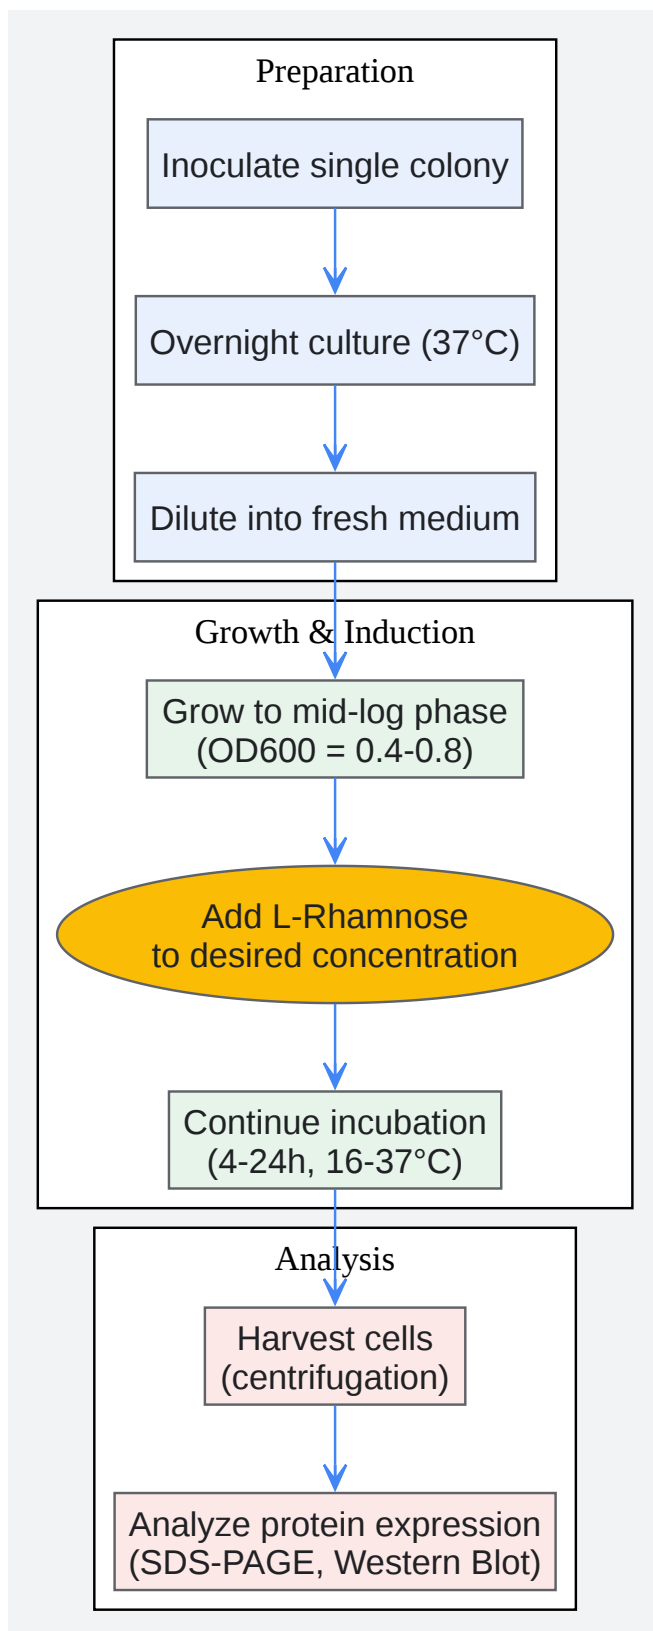 Preparation
Inoculate single colony
Overnight culture (37°C)
Dilute into fresh medium
Growth & Induction
Grow to mid-log phase
(OD600 = 0.4-0.8)
Add L-Rhamnose
to desired concentration
Continue incubation
(4-24h, 16-37°C)
Analysis
Harvest cells
(centrifugation)
Analyze protein expression
(SDS-PAGE, Western Blot)